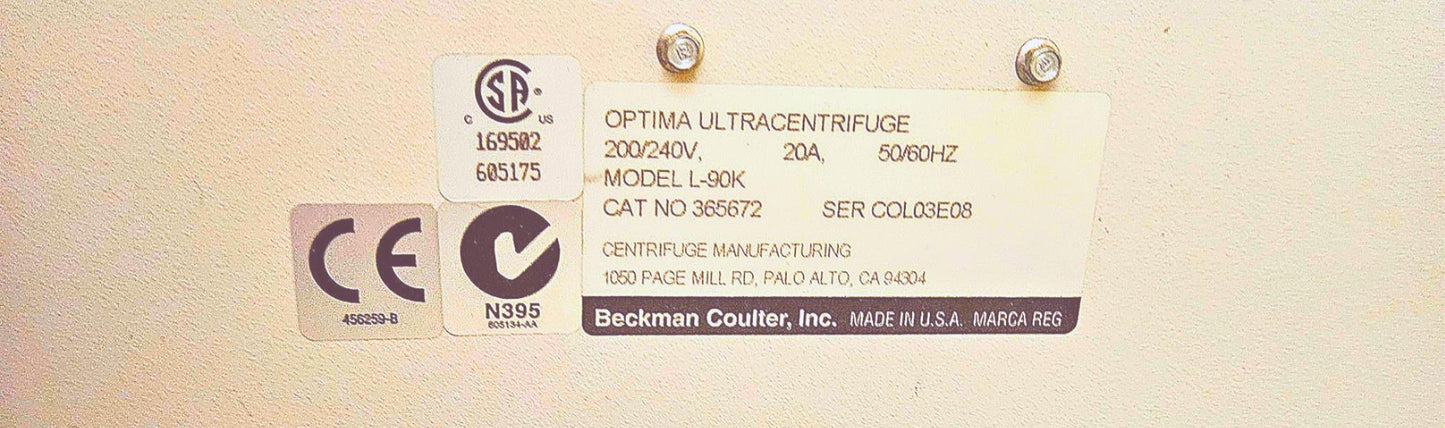 CSA®
C US
169502
605175
CE
456259-B
N395
605134-AA
OPTIMA ULTRACENTRIFUGE
200/240V, 20A, 50/60HZ
MODEL L-90K
CAT NO 365672 SER COL03E08
CENTRIFUGE MANUFACTURING
1050 PAGE MILL RD, PALO ALTO, CA 94304
Beckman Coulter, Inc. MADE IN U.S.A. MARCA REG